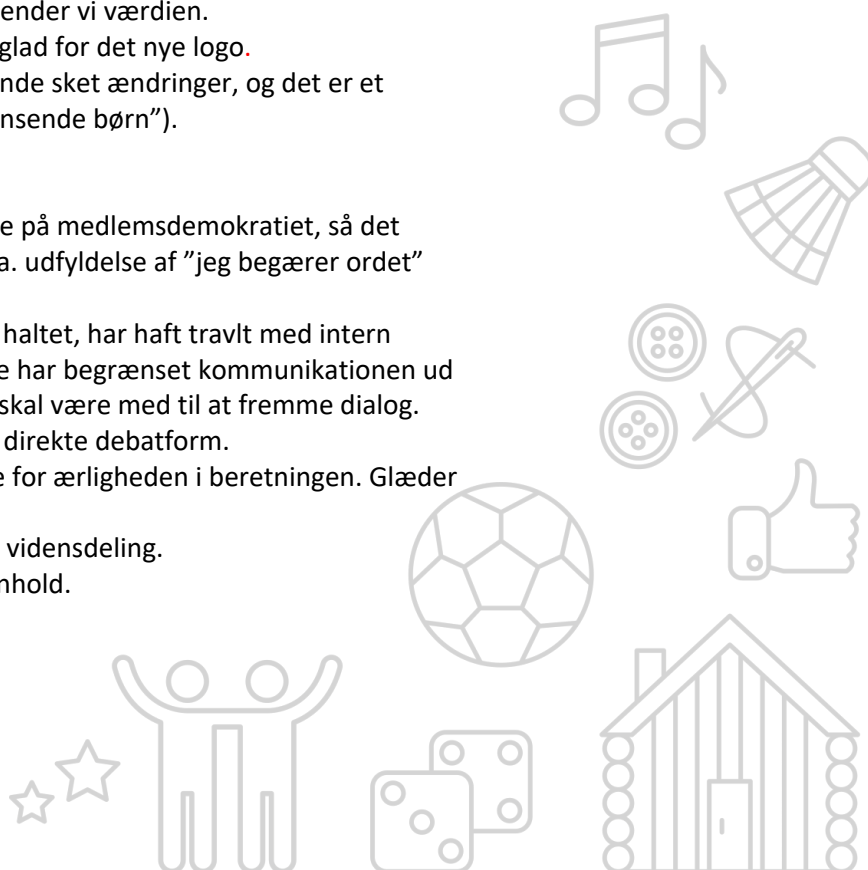 ender vi værdien.
glad for det nye logo.
nde sket ændringer, og det er et
nsende børn”).
e på medlemsdemokratiet, så det
a. udfyldelse af ”jeg begærer ordet”
haltet, har haft travlt med intern
e har begrænset kommunikationen ud
skal være med til at fremme dialog.
direkte debatform.
e for ærligheden i beretningen. Glæder
vidensdeling.
nhold.